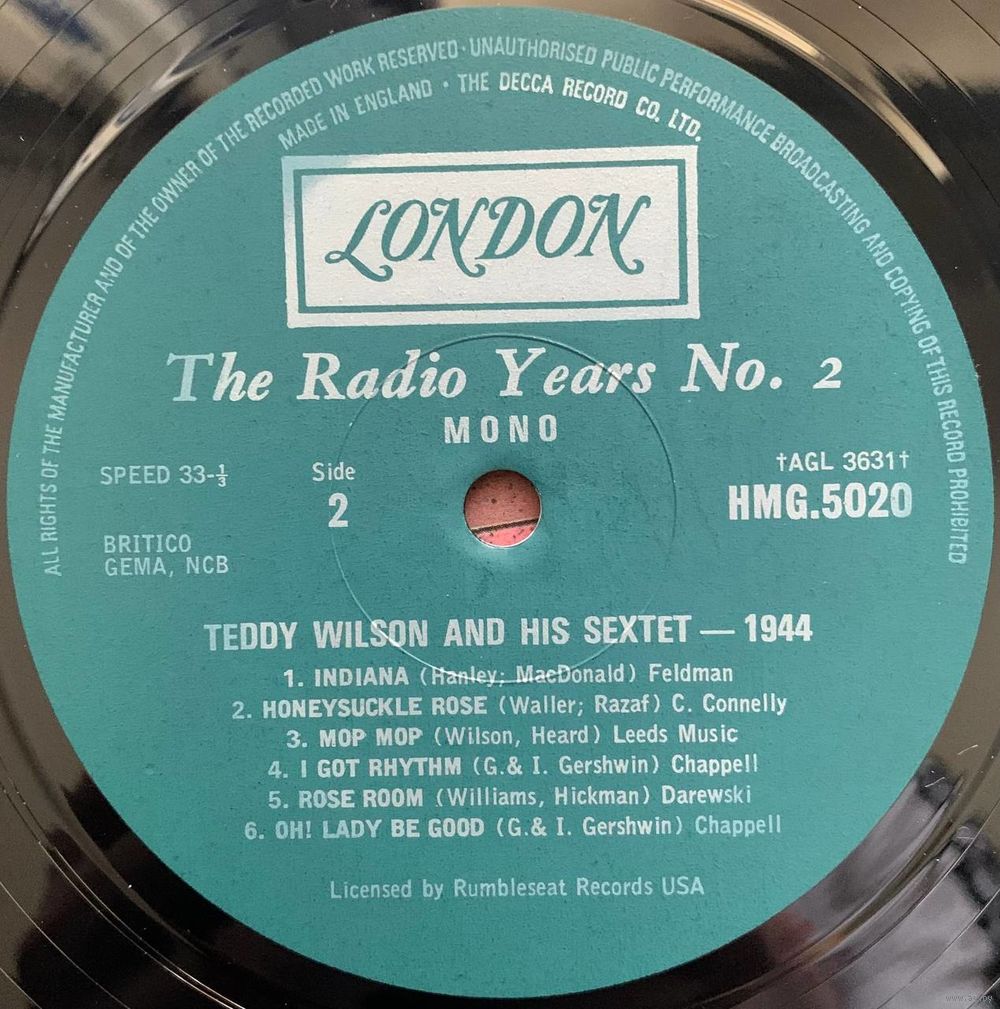 ALL RIGHTS OF THE MANUFACTURER AND OF THE OWNER OF THE RECORDED WORK RESERVED · UNAUTHORISED PUBLIC PERFORMANCE BROADCASTING AND COPYING OF THIS RECORD PROHIBITED
MADE IN ENGLAND · THE DECCA RECORD CO. LTD.
LONDON
The Radio Years No. 2
MONO
SPEED 33-⅓
Side
2
†AGL 3631†
HMG.5020
BRITICO
GEMA, NCB
TEDDY WILSON AND HIS SEXTET — 1944
1. INDIANA (Hanley; MacDonald) Feldman
2. HONEYSUCKLE ROSE (Waller; Razaf) C. Connelly
3. MOP MOP (Wilson, Heard) Leeds Music
4. I GOT RHYTHM (G.& I. Gershwin) Chappell
5. ROSE ROOM (Williams, Hickman) Darewski
6. OH! LADY BE GOOD (G.& I. Gershwin) Chappell
Licensed by Rumbleseat Records USA